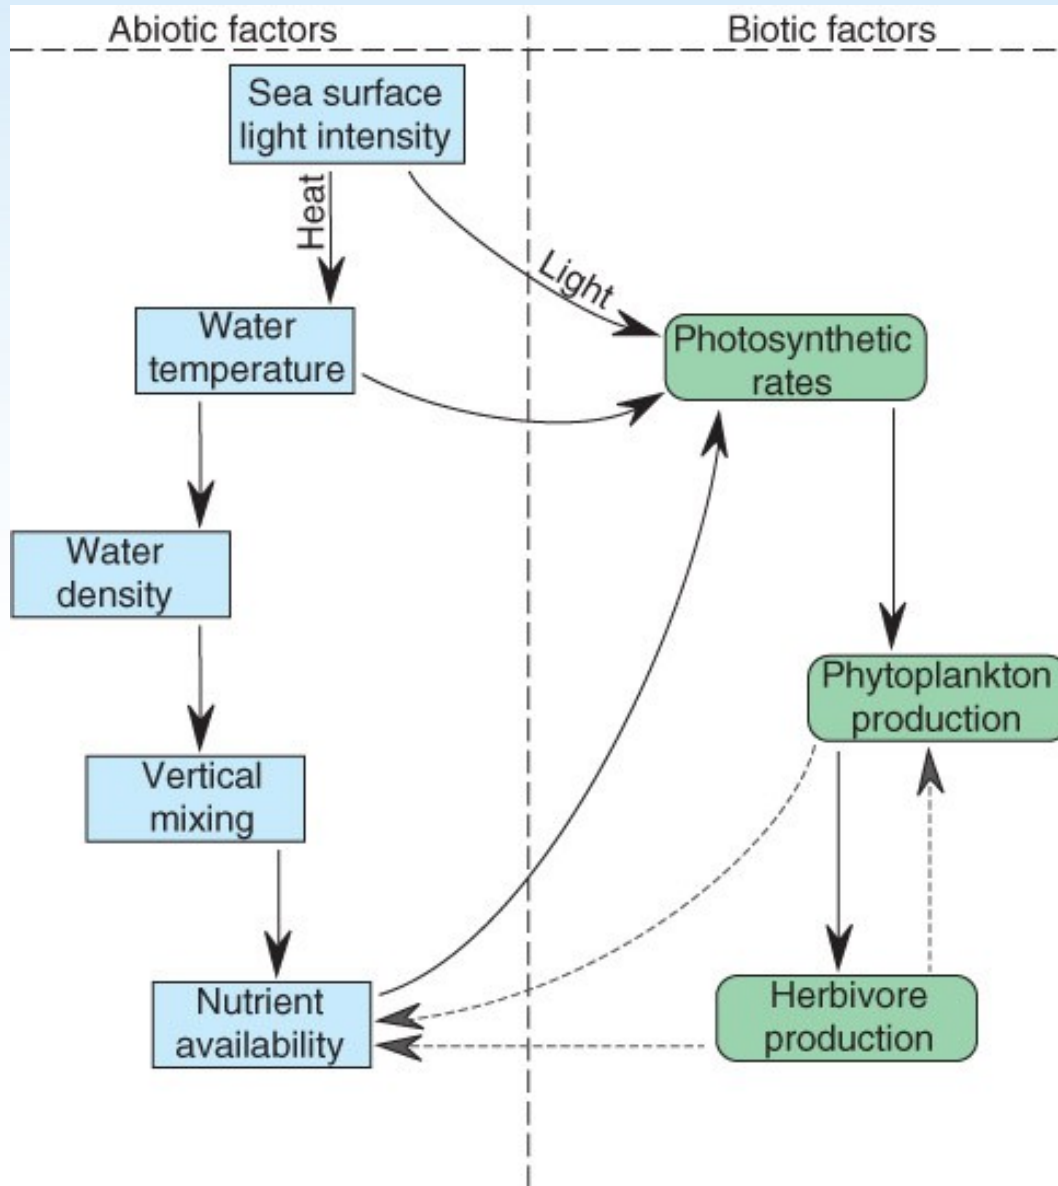 Abiotic factors
Biotic factors
Sea surface
light intensity
Heat
Light
Water
temperature
Photosynthetic
rates
Water
density
Phytoplankton
production
Vertical
mixing
Nutrient
availability
Herbivore
production